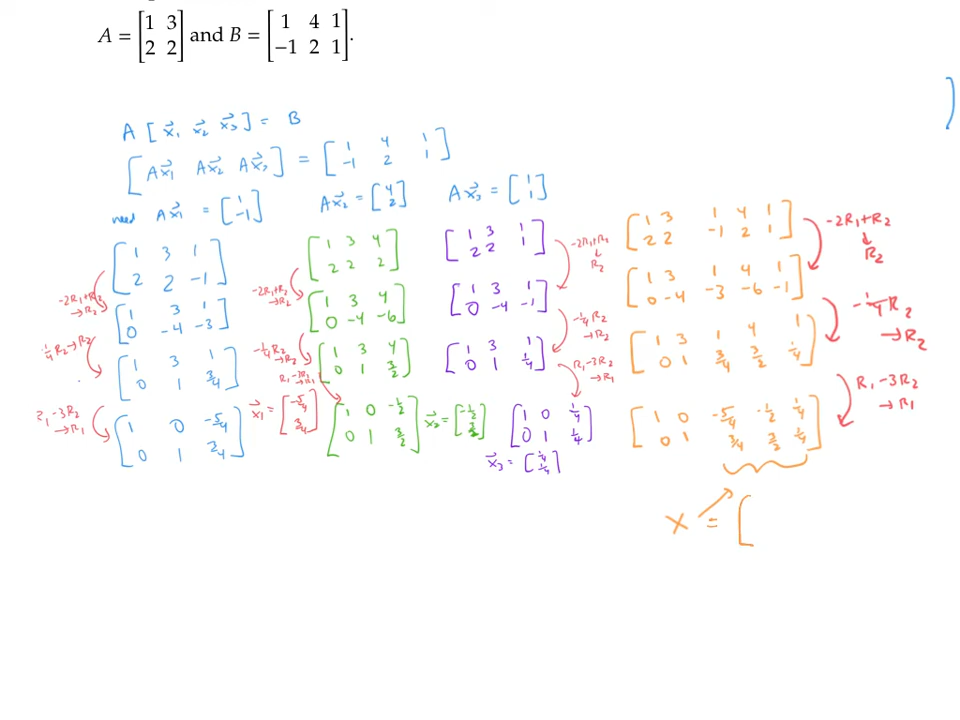 A = [1 3 2 2] and B = [1 4 1 -1 2 1].
A [x⃗₁ x⃗₂ x⃗₃] = B
[Ax⃗₁ Ax⃗₂ Ax⃗₃] = [1 4 1 -1 2 1]
need Ax⃗₁ = [1 -1] Ax⃗₂ = [4 2] Ax⃗₃ = [1 1]
[1 3 1
2 2 -1]
-2R₁+R₂
→R₂
[1 3 1
0 -4 -3]
¼R₂→R₂
[1 3 1
0 1 3/4]
R₁-3R₂
→R₁
[1 0 -5/4
0 1 3/4]
x⃗₁ = [-5/4 3/4]
[1 3 4
2 2 2]
-2R₁+R₂
→R₂
[1 3 4
0 -4 -6]
-¼R₂
→R₂
[1 3 4
0 1 3/2]
R₁-3R₂
→R₁
[1 0 -1/2
0 1 3/2]
x⃗₂ = [-1/2 3/2]
[1 3 1
2 2 1]
-2R₁+R₂
↓
R₂
[1 3 1
0 -4 -1]
-¼R₂
→R₂
[1 3 1
0 1 1/4]
R₁-3R₂
→R₁
[1 0 1/4
0 1 1/4]
x⃗₃ = [1/4 1/4]
[1 3 1 4 1
2 2 -1 2 1]
-2R₁+R₂
↓
R₂
[1 3 1 4 1
0 -4 -3 -6 -1]
-¼R₂
→R₂
[1 3 1 4 1
0 1 3/4 3/2 1/4]
R₁-3R₂
→R₁
[1 0 -5/4 -1/2 1/4
0 1 3/4 3/2 1/4]
X = [